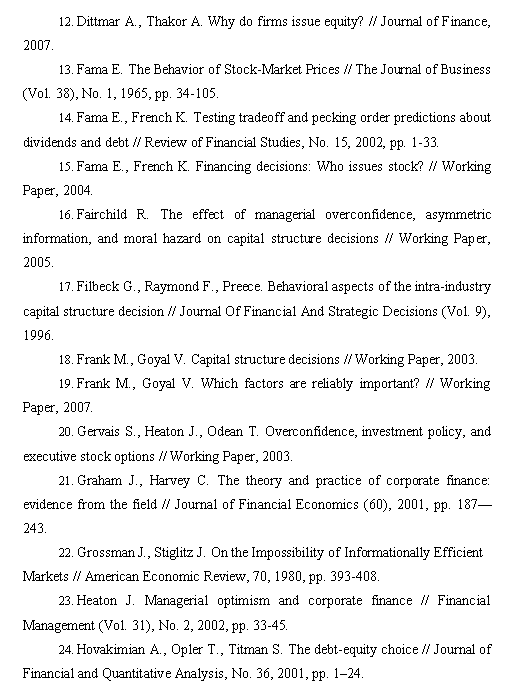 12. Dittmar A., Thakor A. Why do firms issue equity? // Journal of Finance,
2007.
13. Fama E. The Behavior of Stock-Market Prices // The Journal of Business
(Vol. 38), No. 1, 1965, pp. 34-105.
14. Fama E., French K. Testing tradeoff and pecking order predictions about
dividends and debt // Review of Financial Studies, No. 15, 2002, pp. 1-33.
15. Fama E., French K. Financing decisions: Who issues stock? // Working
Paper, 2004.
16. Fairchild R. The effect of managerial overconfidence, asymmetric
information, and moral hazard on capital structure decisions // Working Paper,
2005.
17. Filbeck G., Raymond F., Preece. Behavioral aspects of the intra-industry
capital structure decision // Journal Of Financial And Strategic Decisions (Vol. 9),
1996.
18. Frank M., Goyal V. Capital structure decisions // Working Paper, 2003.
19. Frank M., Goyal V. Which factors are reliably important? // Working
Paper, 2007.
20. Gervais S., Heaton J., Odean T. Overconfidence, investment policy, and
executive stock options // Working Paper, 2003.
21. Graham J., Harvey C. The theory and practice of corporate finance:
evidence from the field // Journal of Financial Economics (60), 2001, pp. 187—
243.
22. Grossman J., Stiglitz J. On the Impossibility of Informationally Efficient
Markets // American Economic Review, 70, 1980, pp. 393-408.
23. Heaton J. Managerial optimism and corporate finance // Financial
Management (Vol. 31), No. 2, 2002, pp. 33-45.
24. Hovakimian A., Opler T., Titman S. The debt-equity choice // Journal of
Financial and Quantitative Analysis, No. 36, 2001, pp. 1–24.